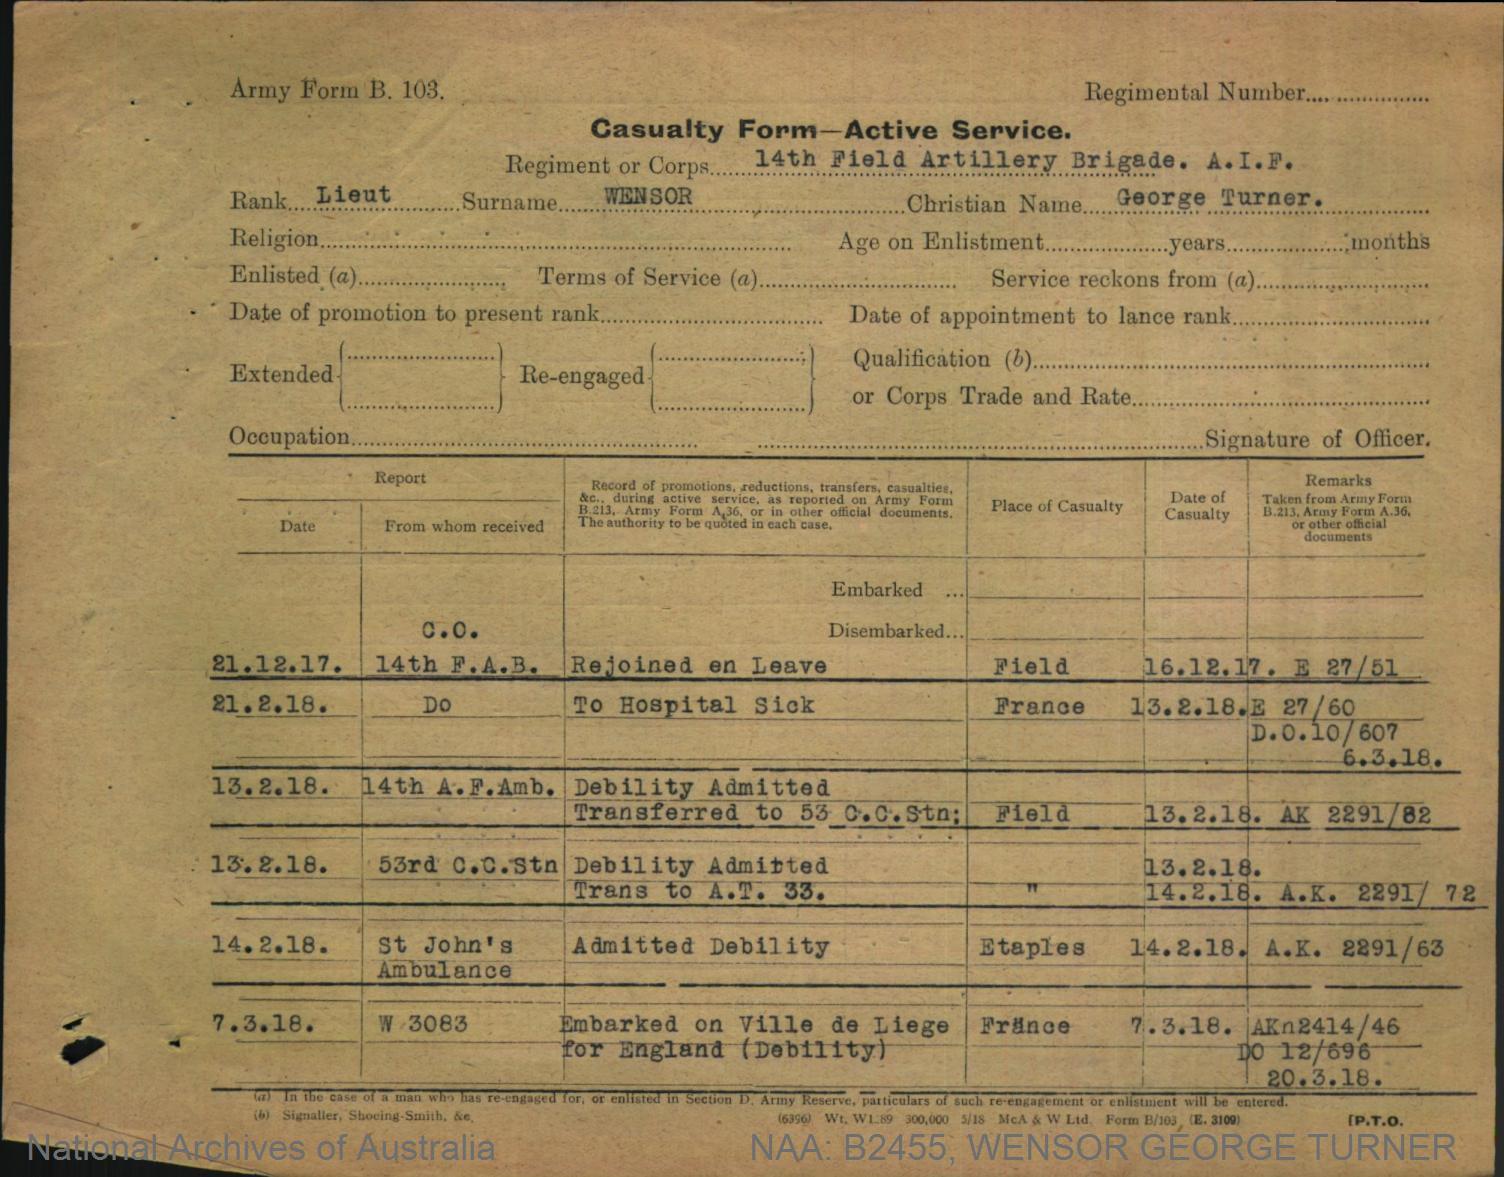 Army Form B. 103.
Regimental Number....
Casualty Form—Active Service.
Regiment or Corps 14th Field Artillery Brigade. A.I.F.
Rank Lieut Surname WENSOR Christian Name George Turner.
Religion Age on Enlistment years months
Enlisted (a) Terms of Service (a) Service reckons from (a)
Date of promotion to present rank Date of appointment to lance rank
Extended Re-engaged Qualification (b)
or Corps Trade and Rate
Occupation Signature of Officer.
Report
Date
From whom received
Record of promotions, reductions, transfers, casualties,
&c., during active service, as reported on Army Form
B.213, Army Form A.36, or in other official documents.
The authority to be quoted in each case.
Place of Casualty
Date of
Casualty
Remarks
Taken from Army Form
B.213, Army Form A.36,
or other official
documents
Embarked ...
Disembarked...
C.O.
21.12.17. 14th F.A.B. Rejoined en Leave Field 16.12.17. E 27/51
21.2.18. Do To Hospital Sick France 13.2.18. E 27/60
D.O.10/607
6.3.18.
13.2.18. 14th A.F.Amb. Debility Admitted
Transferred to 53 C.C.Stn; Field 13.2.18. AK 2291/82
13.2.18. 53rd C.C.Stn Debility Admitted 13.2.18.
Trans to A.T. 33. " 14.2.18. A.K. 2291/ 72
14.2.18. St John's Admitted Debility Etaples 14.2.18. A.K. 2291/63
Ambulance
7.3.18. W 3083 Embarked on Ville de Liege France 7.3.18. AKn2414/46
for England (Debility) DO 12/696
20.3.18.
(a) In the case of a man who has re-engaged for, or enlisted in Section D. Army Reserve, particulars of such re-engagement or enlistment will be entered.
(b) Signaller, Shoeing-Smith, &c.
(6396) Wt. W1.89 300,000 5/18 McA & W Ltd. Form B/103 (E. 3109)
[P.T.O.
National Archives of Australia
NAA: B2455, WENSOR GEORGE TURNER